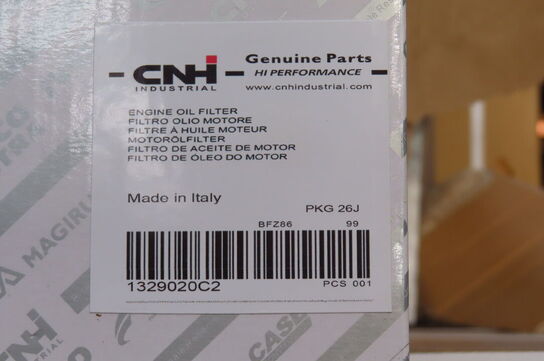 CNH
INDUSTRIAL
Genuine Parts
HI PERFORMANCE
www.cnhindustrial.com
ENGINE OIL FILTER
FILTRO OLIO MOTORE
FILTRE À HUILE MOTEUR
MOTORÖLFILTER
FILTRO DE ACEITE DE MOTOR
FILTRO DE ÓLEO DO MOTOR
Made in Italy
PKG 26J
BFZ86 99
1329020C2
PCS 001
MAGIRU
CNH
CASE